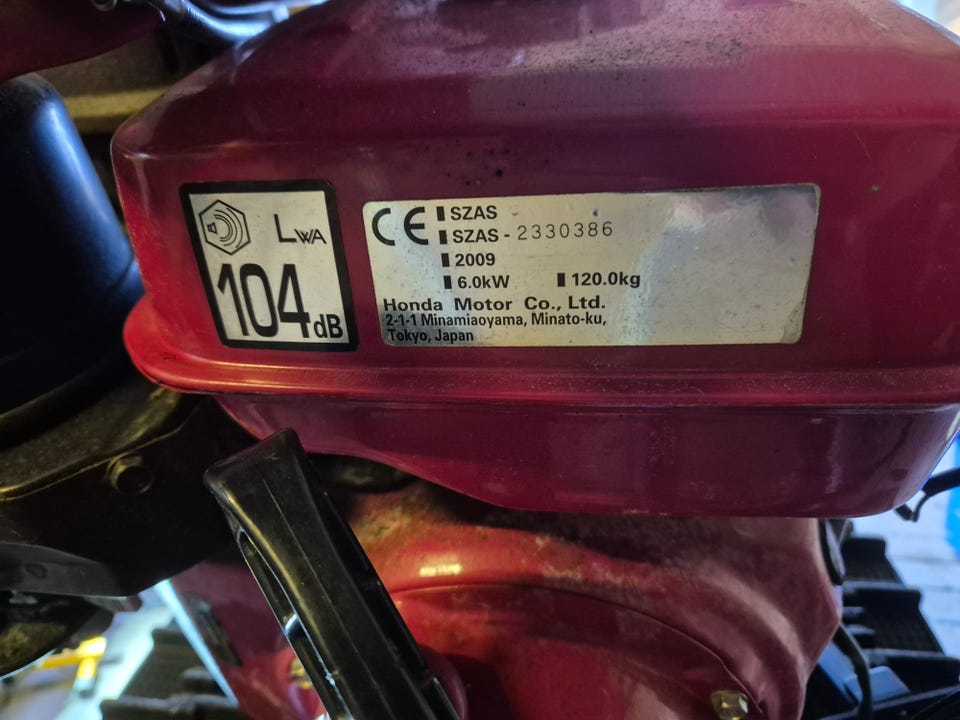 LWA
104dB
CE SZAS
SZAS - 2330386
2009
6.0kW 120.0kg
Honda Motor Co., Ltd.
2-1-1 Minamiaoyama, Minato-ku,
Tokyo, Japan